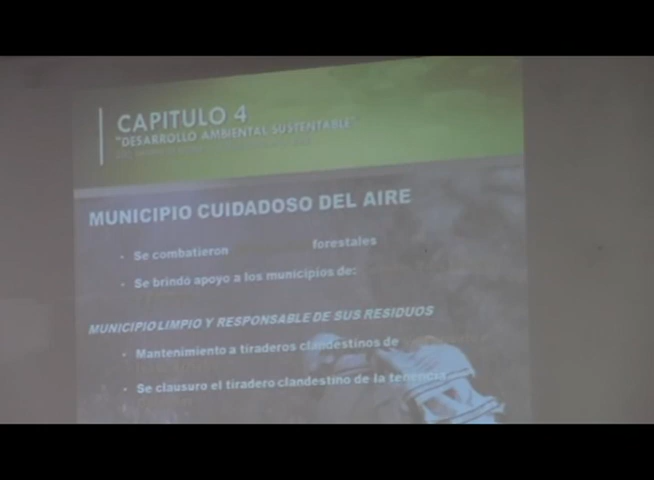 CAPITULO 4
"DESARROLLO AMBIENTAL SUSTENTABLE"
MUNICIPIO CUIDADOSO DEL AIRE
• Se combatieron forestales
• Se brindó apoyo a los municipios de:
MUNICIPIO LIMPIO Y RESPONSABLE DE SUS RESIDUOS
• Mantenimiento a tiraderos clandestinos de
• Se clausuro el tiradero clandestino de la tenencia